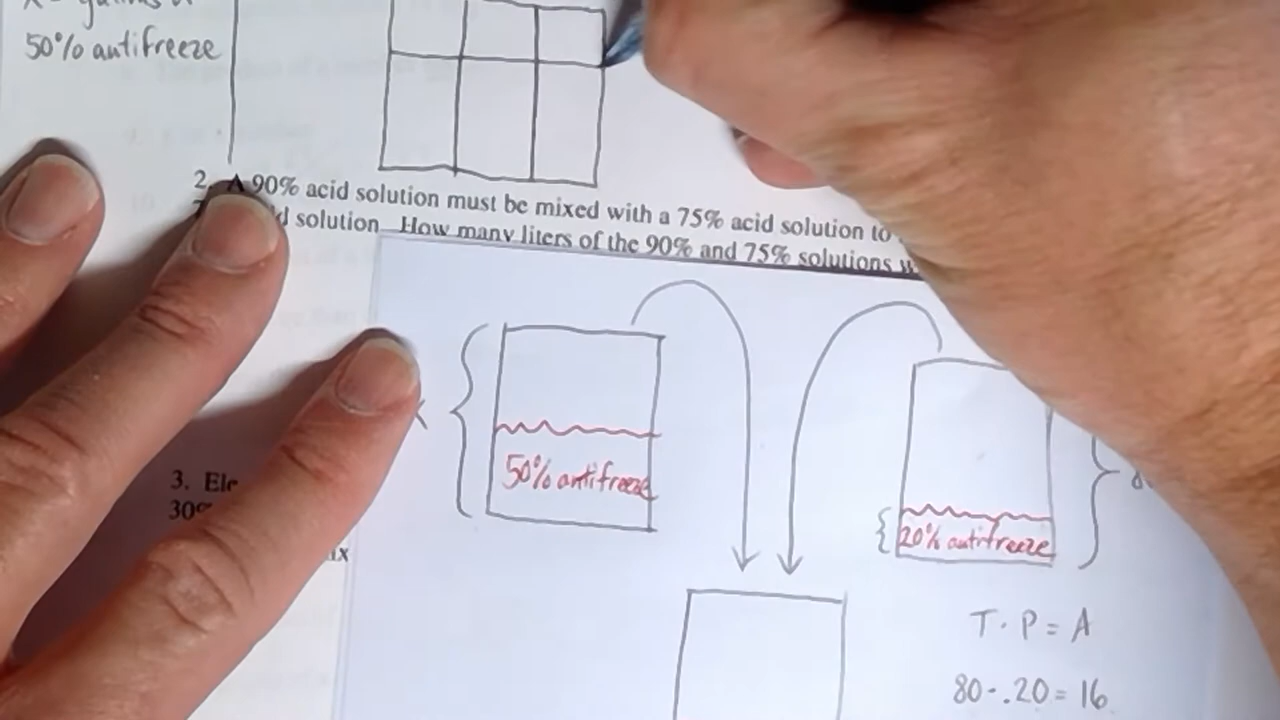 50% antifreeze
2. A 90% acid solution must be mixed with a 75% acid solution to
solution How many liters of the 90% and 75% solutions
3. Ele
30%
50% antifreeze
20% antifreeze
T · P = A
80 · .20 = 16